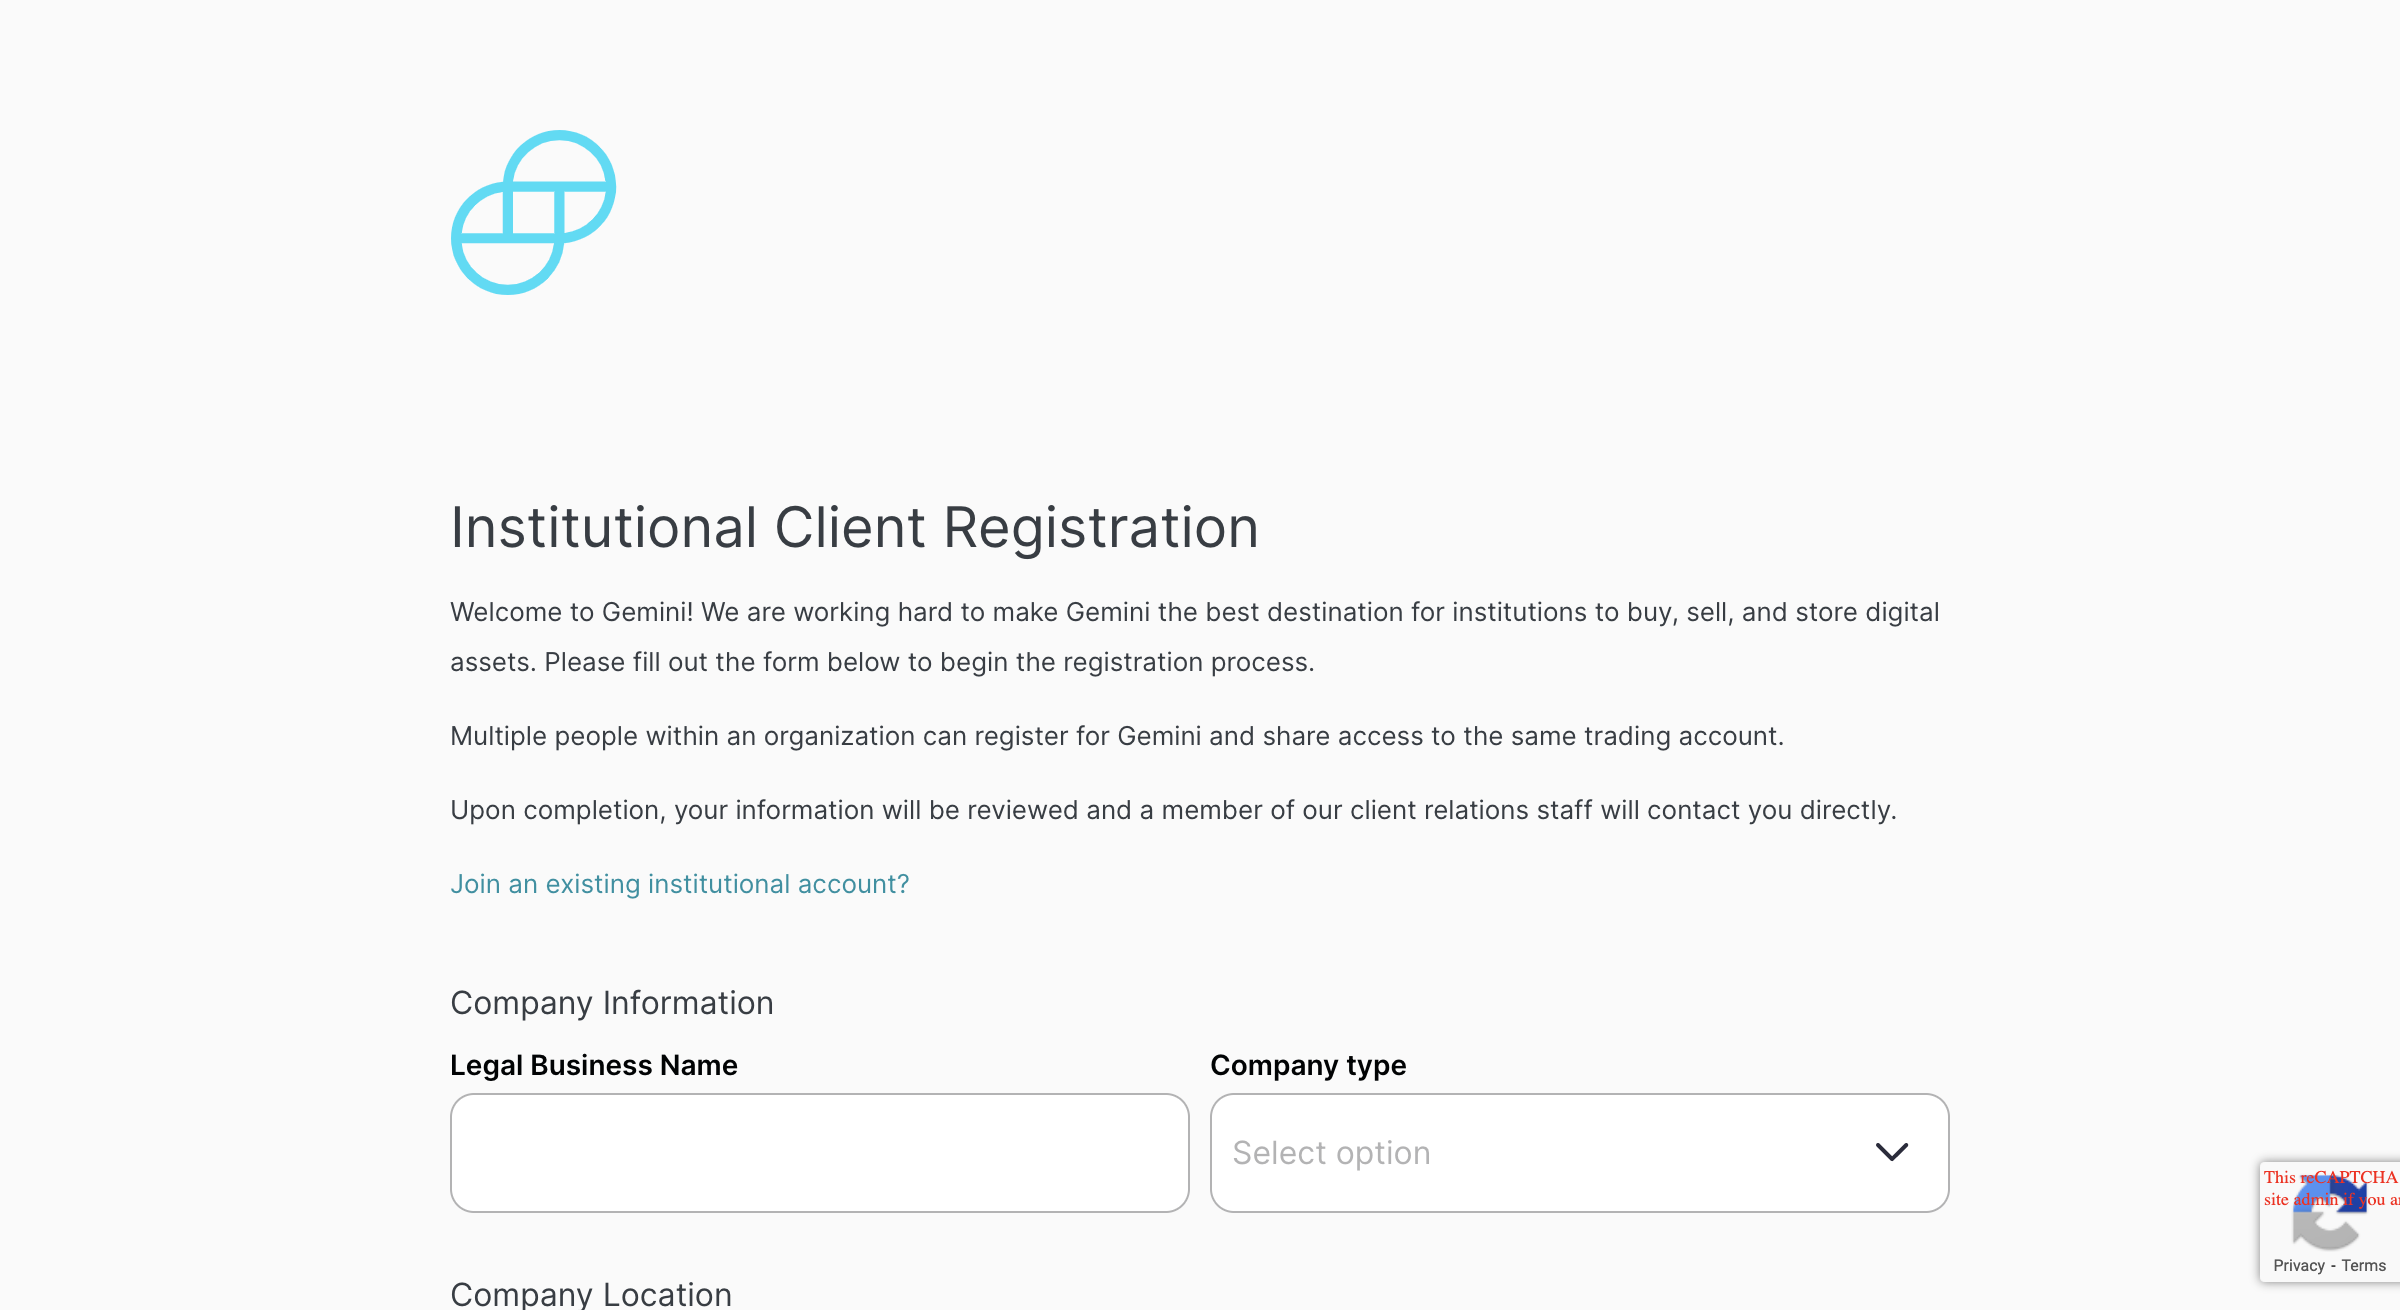 Institutional Client Registration
Welcome to Gemini! We are working hard to make Gemini the best destination for institutions to buy, sell, and store digital
assets. Please fill out the form below to begin the registration process.
Multiple people within an organization can register for Gemini and share access to the same trading account.
Upon completion, your information will be reviewed and a member of our client relations staff will contact you directly.
Join an existing institutional account?
Company Information
Legal Business Name
Company type
Select option
This reCAPTCHA
site admin if you
Privacy - Terms
Company Location